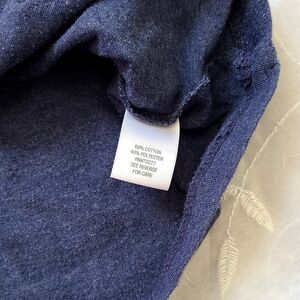 60% COTTON
40% POLYESTER
RN#73277
SEE REVERSE
FOR CARE